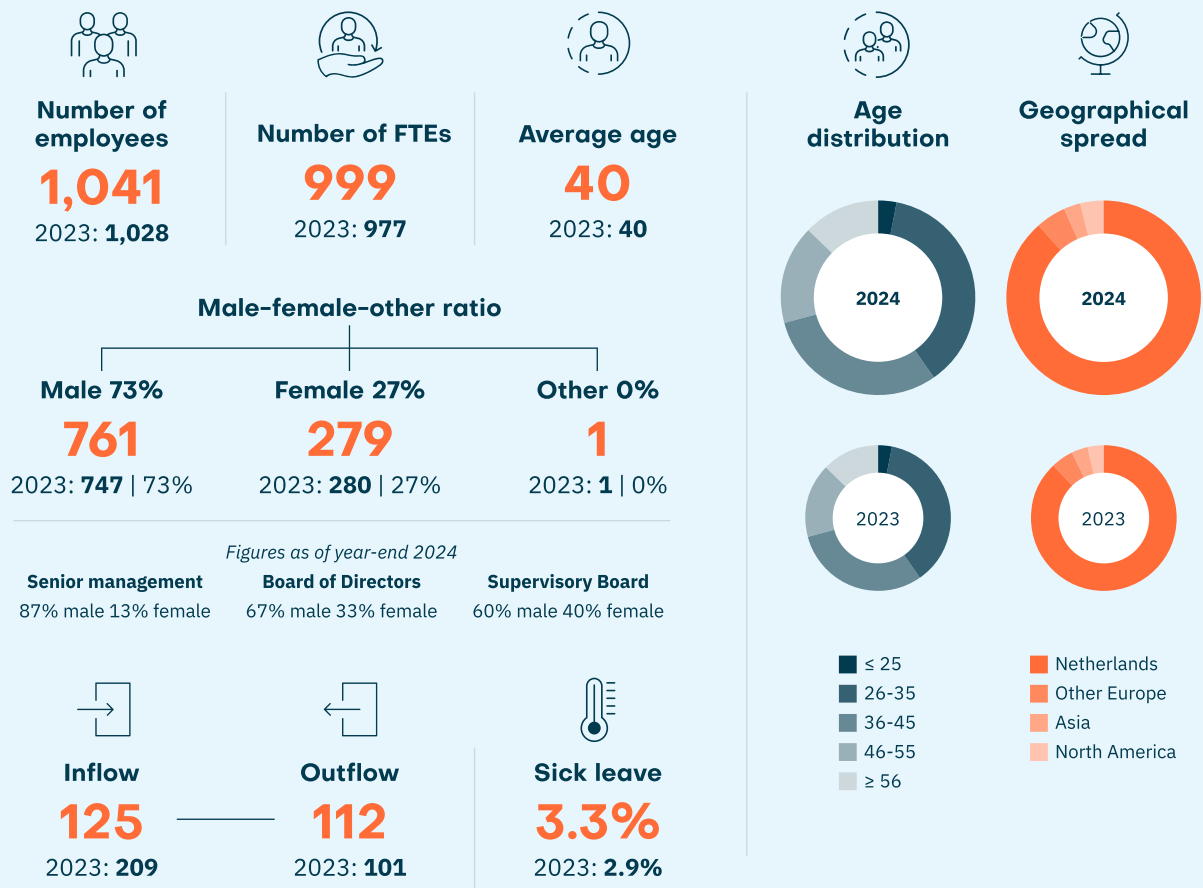 Number of
employees
1,041
2023: 1,028
Number of FTEs
999
2023: 977
Average age
40
2023: 40
Male-female-other ratio
Male 73%
761
2023: 747 | 73%
Female 27%
279
2023: 280 | 27%
Other 0%
1
2023: 1 | 0%
Figures as of year-end 2024
Senior management
87% male 13% female
Board of Directors
67% male 33% female
Supervisory Board
60% male 40% female
Inflow
125
2023: 209
Outflow
112
2023: 101
Sick leave
3.3%
2023: 2.9%
Age
distribution
2024
2023
≤ 25
26-35
36-45
46-55
≥ 56
Geographical
spread
2024
2023
Netherlands
Other Europe
Asia
North America